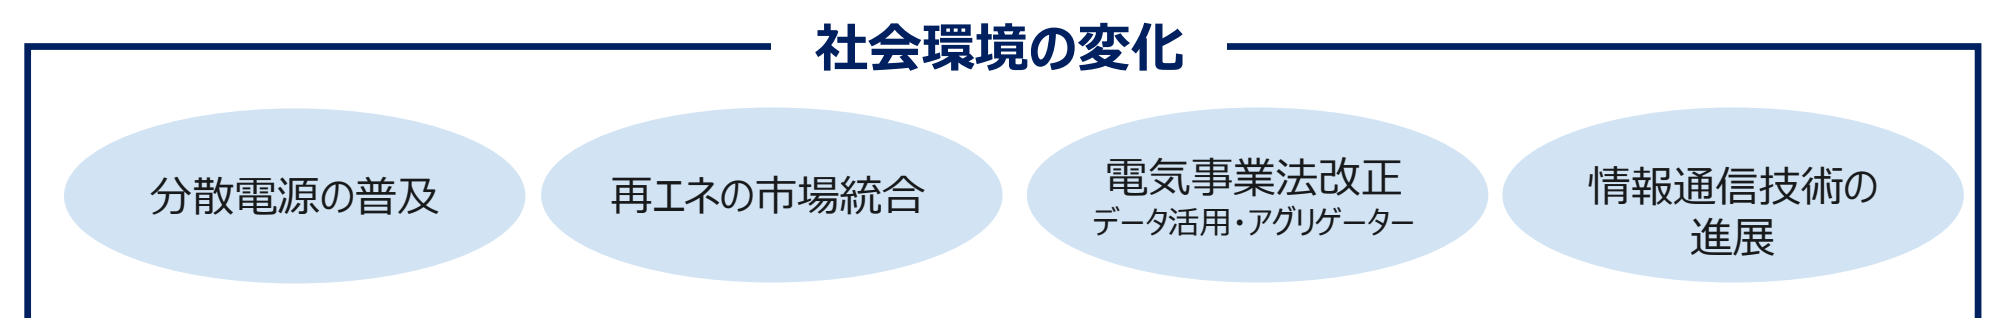 社会環境の変化
分散電源の普及
再エネの市場統合
電気事業法改正
データ活用・アグリゲーター
情報通信技術の
進展